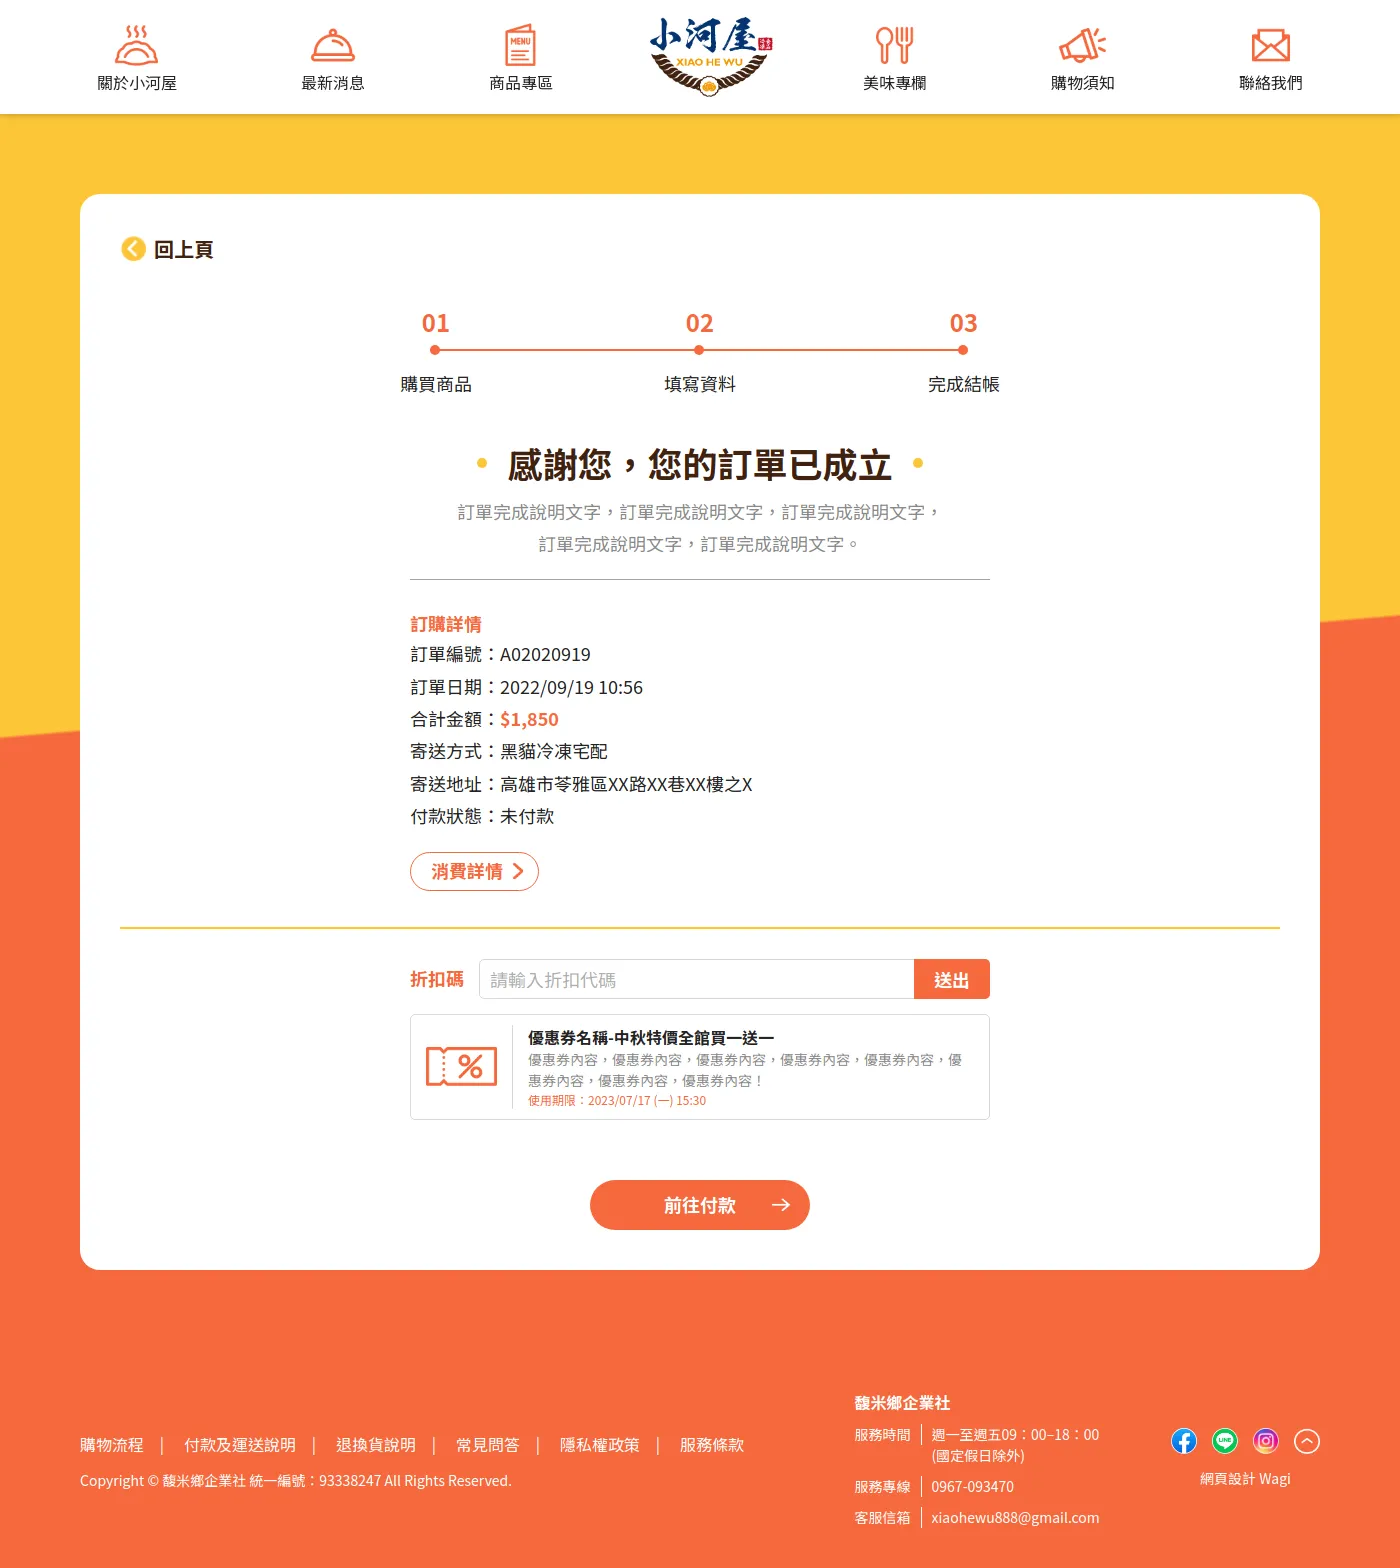 關於小河屋
最新消息
MENU
商品專區
小河屋
XIAO HE WU
美味專欄
購物須知
聯絡我們
回上頁
01
02
03
購買商品
填寫資料
完成結帳
感謝您，您的訂單已成立
訂單完成說明文字，訂單完成說明文字，訂單完成說明文字，
訂單完成說明文字，訂單完成說明文字。
訂購詳情
訂單編號：A02020919
訂單日期：2022/09/19 10:56
合計金額：$1,850
寄送方式：黑貓冷凍宅配
寄送地址：高雄市苓雅區XX路XX巷XX樓之X
付款狀態：未付款
消費詳情
折扣碼
請輸入折扣代碼
送出
%
優惠券名稱-中秋特價全館買一送一
優惠券內容，優惠券內容，優惠券內容，優惠券內容，優惠券內容，優
惠券內容，優惠券內容，優惠券內容！
使用期限：2023/07/17 (一) 15:30
前往付款
馥米鄉企業社
服務時間 | 週一至週五09：00–18：00
(國定假日除外)
服務專線 | 0967-093470
客服信箱 | xiaohewu888@gmail.com
購物流程 | 付款及運送說明 | 退換貨說明 | 常見問答 | 隱私權政策 | 服務條款
Copyright © 馥米鄉企業社 統一編號：93338247 All Rights Reserved.
LINE
網頁設計 Wagi